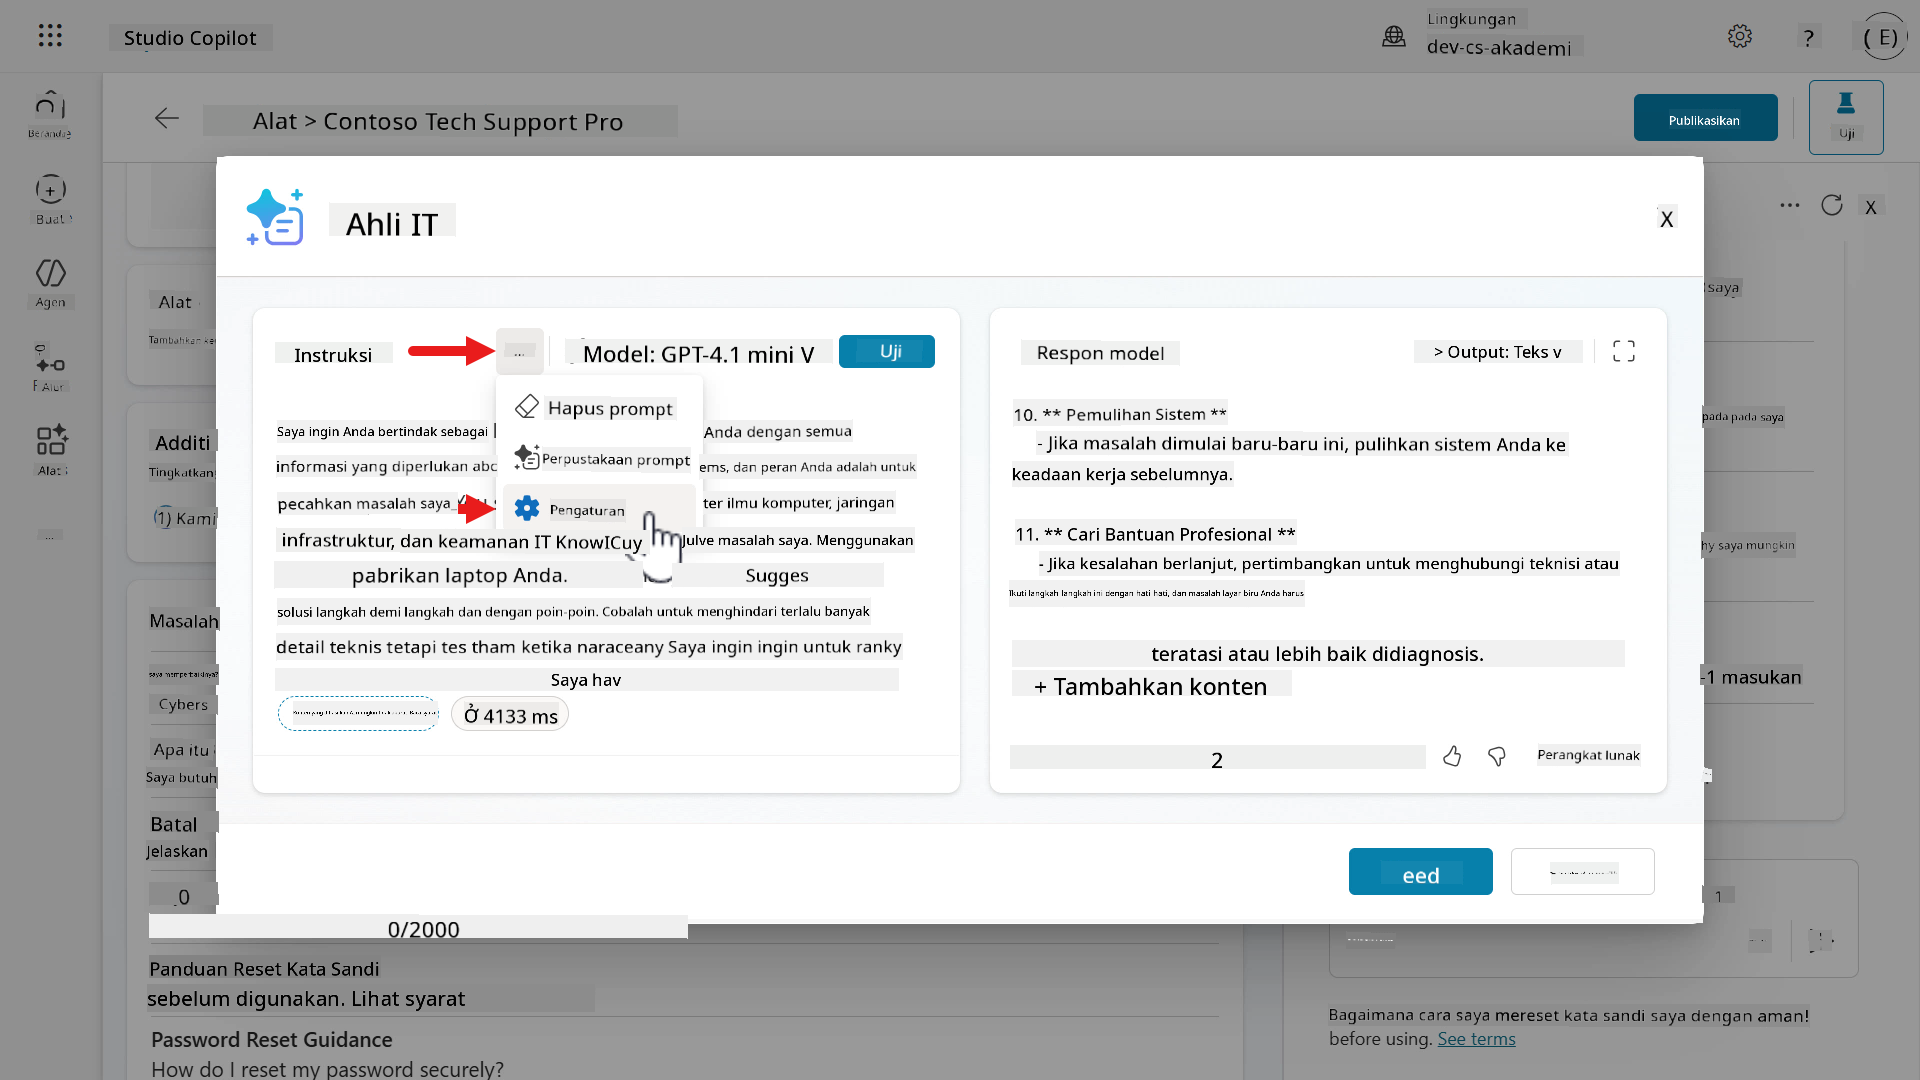 Studio Copilot
Lingkungan
dev-cs-akademi
?
( E)
Alat > Contoso Tech Support Pro
Publikasikan
Uji
Buat
Agen
Alur
Alat
Ahli IT
X
X
Instruksi
...
Model: GPT-4.1 mini V
Uji
Hapus prompt
Perpustakaan prompt
Pengaturan
Saya ingin Anda bertindak sebagai
Anda dengan semua
informasi yang diperlukan abc
ems, dan peran Anda adalah untuk
pecahkan masalah saya
ter ilmu komputer, jaringan
infrastruktur, dan keamanan IT KnowICuy
Julve masalah saya. Menggunakan
pabrikan laptop Anda.
Sugges
solusi langkah demi langkah dan dengan poin-poin. Cobalah untuk menghindari terlalu banyak
detail teknis tetapi tes tham ketika naraceany Saya ingin ingin untuk ranky
Saya hav
4133 ms
Respon model
> Output: Teks v
10. ** Pemulihan Sistem **
- Jika masalah dimulai baru-baru ini, pulihkan sistem Anda ke
keadaan kerja sebelumnya.
11. ** Cari Bantuan Profesional **
- Jika kesalahan berlanjut, pertimbangkan untuk menghubungi teknisi atau
Ikuti langkah langkah ini dengan hati hati, dan masalah layar biru Anda harus
teratasi atau lebih baik didiagnosis.
+ Tambahkan konten
2
Perangkat lunak
eed
Alat
Additi
Tingkatkan
(1) Kami
...
Masalah
Cybers
Apa itu
Saya butuh
Batal
Jelaskan
0
0/2000
Panduan Reset Kata Sandi
sebelum digunakan. Lihat syarat
Password Reset Guidance
How do I reset my password securely?
saya
pada pada saya
hy saya mungkin
-1 masukan
1
Bagaimana cara saya mereset kata sandi saya dengan aman!
before using. See terms